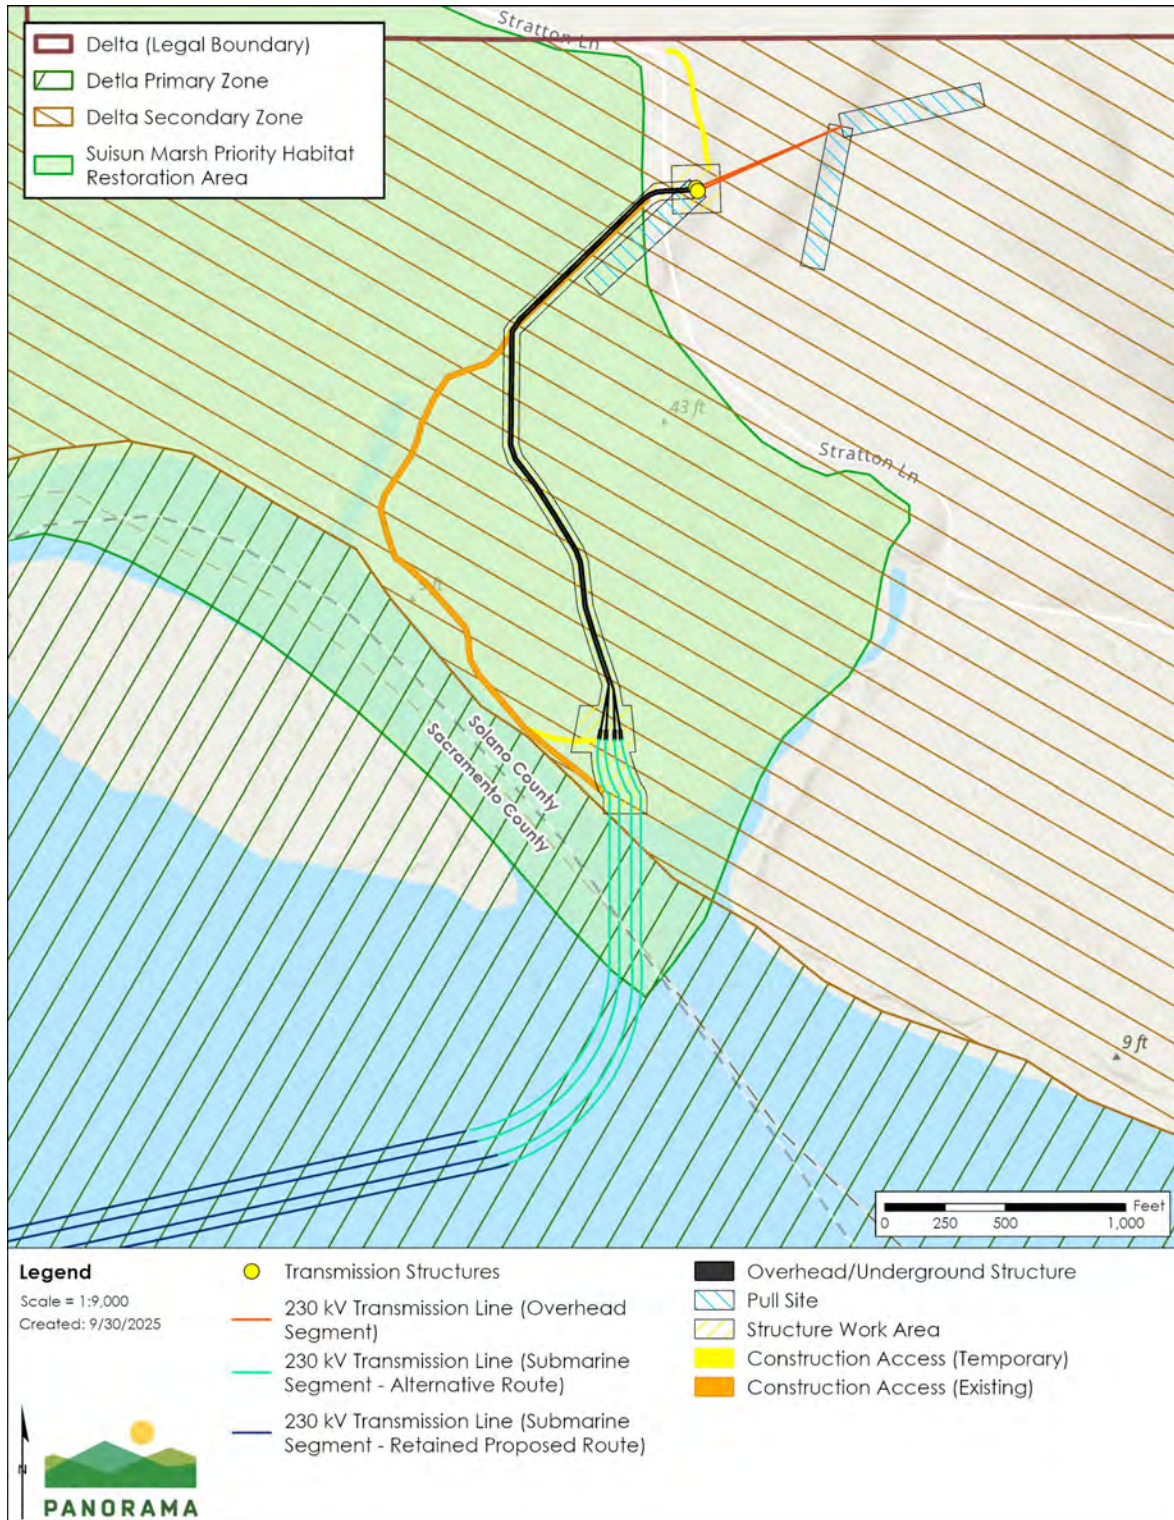 Stratton Ln
Delta (Legal Boundary)
Detla Primary Zone
Delta Secondary Zone
Suisun Marsh Priority Habitat
Restoration Area
43 ft
Stratton Ln
ft
Solano County
Sacramento County
9 ft
Feet
0 250 500 1,000
Legend
Scale = 1:9,000
Created: 9/30/2025
N
PANORAMA
Transmission Structures
230 kV Transmission Line (Overhead
Segment)
230 kV Transmission Line (Submarine
Segment - Alternative Route)
230 kV Transmission Line (Submarine
Segment - Retained Proposed Route)
Overhead/Underground Structure
Pull Site
Structure Work Area
Construction Access (Temporary)
Construction Access (Existing)